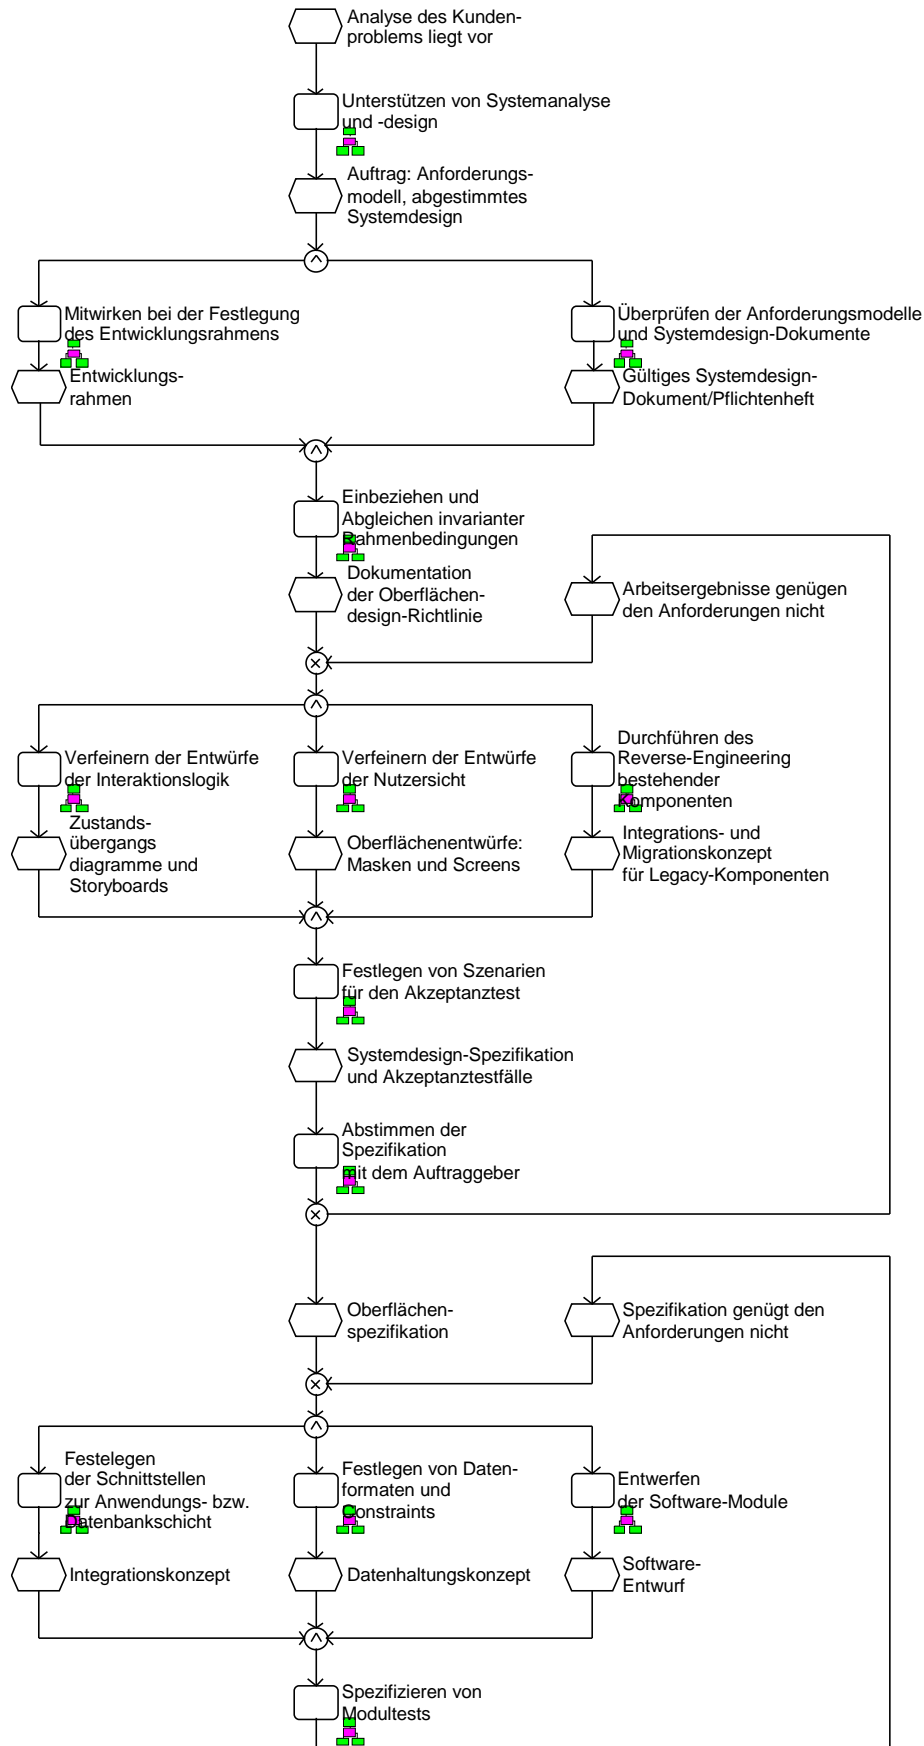 Analyse des Kunden-
problems liegt vor
Unterstützen von Systemanalyse
und -design
Auftrag: Anforderungs-
modell, abgestimmtes
Systemdesign
Mitwirken bei der Festlegung
des Entwicklungsrahmens
Überprüfen der Anforderungsmodelle
und Systemdesign-Dokumente
Entwicklungs-
rahmen
Gültiges Systemdesign-
Dokument/Pflichtenheft
Einbeziehen und
Abgleichen invarianter
Rahmenbedingungen
Dokumentation
der Oberflächen-
design-Richtlinie
Arbeitsergebnisse genügen
den Anforderungen nicht
Verfeinern der Entwürfe
der Interaktionslogik
Verfeinern der Entwürfe
der Nutzersicht
Durchführen des
Reverse-Engineering
bestehender
Komponenten
Zustands-
übergangs
diagramme und
Storyboards
Oberflächenentwürfe:
Masken und Screens
Integrations- und
Migrationskonzept
für Legacy-Komponenten
Festlegen von Szenarien
für den Akzeptanztest
Systemdesign-Spezifikation
und Akzeptanztestfälle
Abstimmen der
Spezifikation
mit dem Auftraggeber
Oberflächen-
spezifikation
Spezifikation genügt den
Anforderungen nicht
Festelegen
der Schnittstellen
zur Anwendungs- bzw.
Datenbankschicht
Festlegen von Daten-
formaten und
Constraints
Entwerfen
der Software-Module
Integrationskonzept
Datenhaltungskonzept
Software-
Entwurf
Spezifizieren von
Modultests